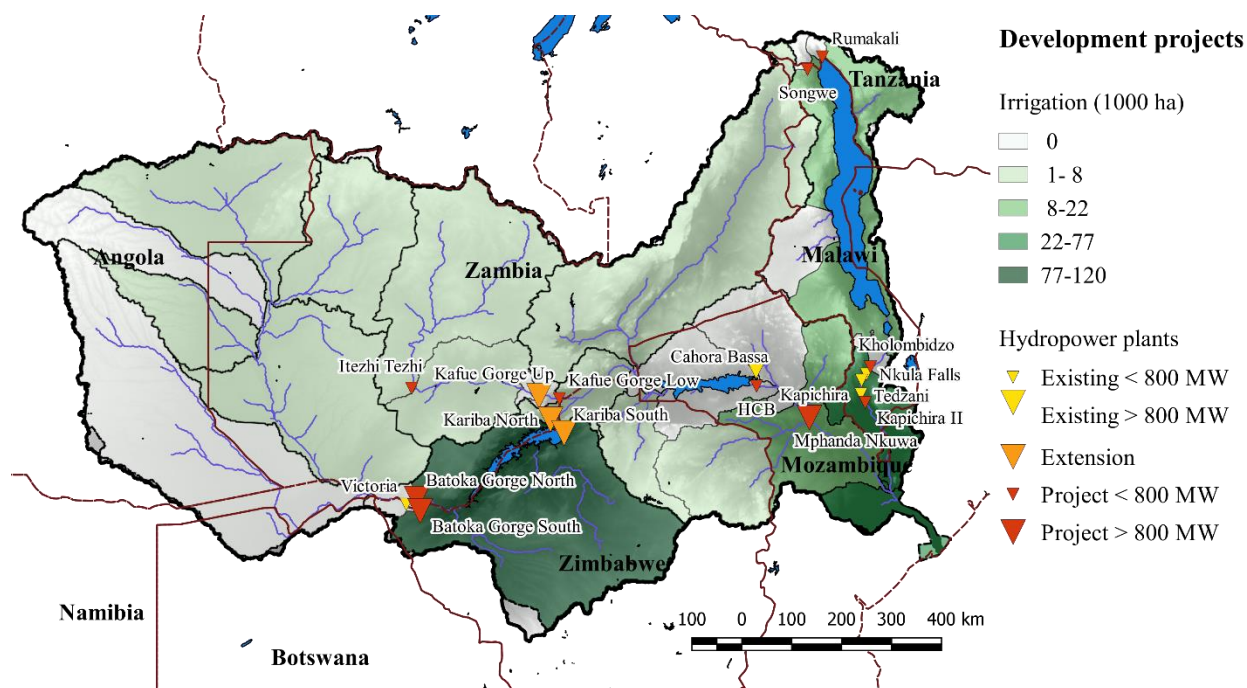 Development projects
Irrigation (1000 ha)
0
1- 8
8-22
22-77
77-120
Hydropower plants
Existing < 800 MW
Existing > 800 MW
Extension
Project < 800 MW
Project > 800 MW
Rumakali
Tanzania
Songwe
Angola
Zambia
Malawi
Kholombidzo
Cahora Bassa
Nkula Falls
Itezhi Tezhi
Kafue Gorge Up
Kafue Gorge Low
Kapichira
Tedzani
HCB
Kapichira II
Kariba North
Kariba South
Mphanda Nkuwa
Mozambique
Victoria
Batoka Gorge North
Batoka Gorge South
Zimbabwe
Namibia
Botswana
100 0 100 200 300 400 km